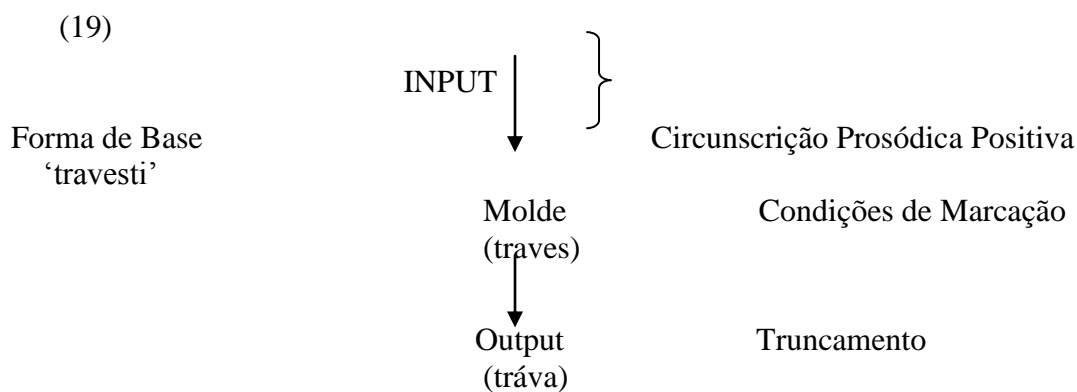 (19)
INPUT
Forma de Base Circunscrição Prosódica Positiva
‘travesti’
Molde Condições de Marcação
(traves)
Output Truncamento
(tráva)